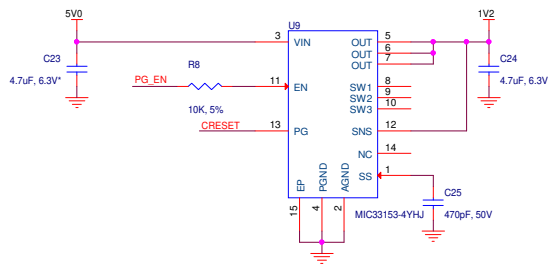 5V0
U9
1V2
3
VIN
OUT
5
OUT
6
OUT
7
C23
4.7uF, 6.3V*
C24
4.7uF, 6.3V
R8
PG_EN
11
EN
SW1
8
SW2
9
SW3
10
10K, 5%
CRESET
13
PG
SNS
12
NC
14
SS
1
EP
PGND
AGND
C25
15
4
2
MIC33153-4YHJ
470pF, 50V